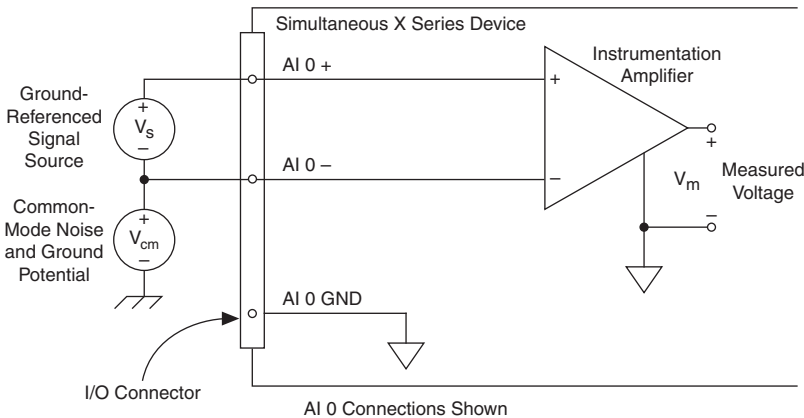 Simultaneous X Series Device
AI 0 +
Instrumentation
Amplifier
Ground-
Referenced
Signal
Source
+
Vs
–
+
–
+
Vm
–
Measured
Voltage
AI 0 –
Common-
Mode Noise
and Ground
Potential
+
Vcm
–
AI 0 GND
I/O Connector
AI 0 Connections Shown